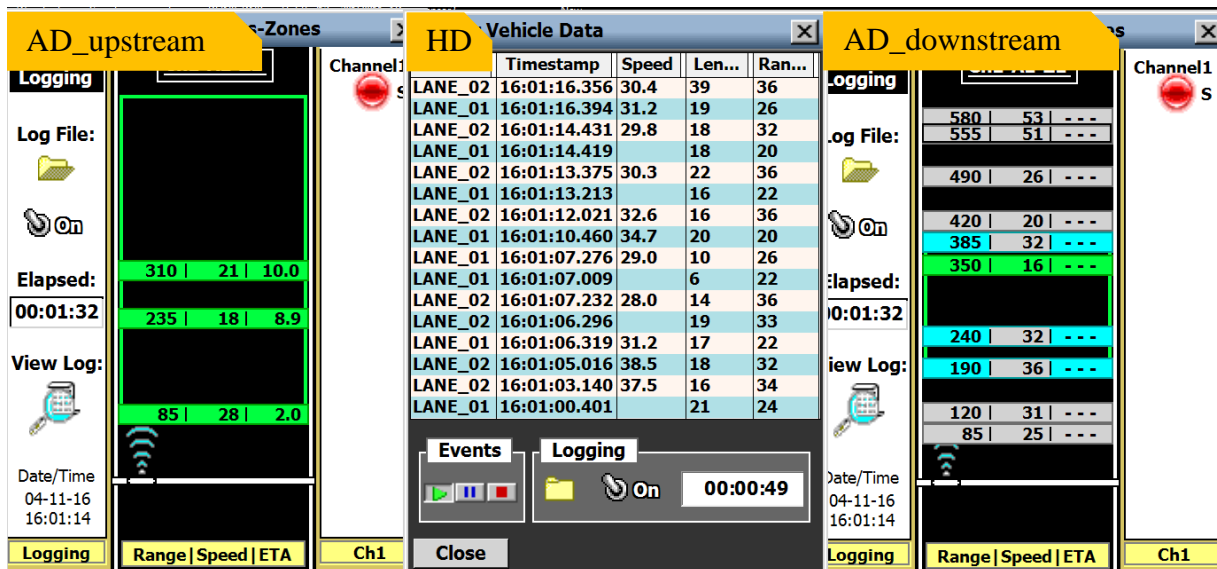 AD_upstream
s-Zones
Logging
Log File:
On
Elapsed:
00:01:32
View Log:
Date/Time
04-11-16
16:01:14
Logging
310 | 21 | 10.0
235 | 18 | 8.9
85 | 28 | 2.0
Range | Speed | ETA
Channel1
Ch1
HD
Vehicle Data
Timestamp Speed Len... Ran...
LANE_02 16:01:16.356 30.4 39 36
LANE_01 16:01:16.394 31.2 19 26
LANE_02 16:01:14.431 29.8 18 32
LANE_01 16:01:14.419 18 20
LANE_02 16:01:13.375 30.3 22 36
LANE_01 16:01:13.213 16 22
LANE_02 16:01:12.021 32.6 16 36
LANE_01 16:01:10.460 34.7 20 20
LANE_01 16:01:07.276 29.0 10 26
LANE_01 16:01:07.009 6 22
LANE_02 16:01:07.232 28.0 14 36
LANE_02 16:01:06.296 19 33
LANE_01 16:01:06.319 31.2 17 22
LANE_02 16:01:05.016 38.5 18 32
LANE_02 16:01:03.140 37.5 16 34
LANE_01 16:01:00.401 21 24
Events
Logging
On
00:00:49
Close
AD_downstream
s
Logging
Log File:
On
Elapsed:
00:01:32
View Log:
Date/Time
04-11-16
16:01:14
Logging
580 | 53 | - - -
555 | 51 | - - -
490 | 26 | - - -
420 | 20 | - - -
385 | 32 | - - -
350 | 16 | - - -
240 | 32 | - - -
190 | 36 | - - -
120 | 31 | - - -
85 | 25 | - - -
Range | Speed | ETA
Channel1
S
Ch1